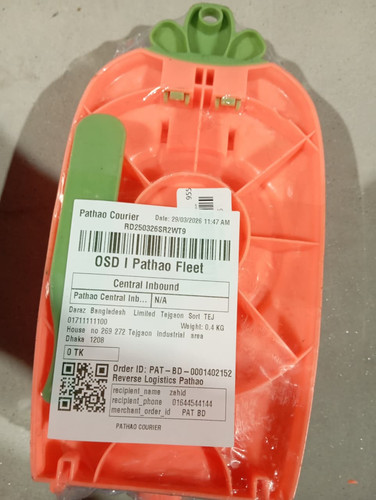 955
Pathao Courier Date: 29/03/2026 11:47 AM
RD250326SR2WT9
OSD | Pathao Fleet
Central Inbound
Pathao Central Inb... N/A
Daraz Bangladesh Limited Tejgaon Sort TEJ
01711111100 Weight: 0.4 KG
House no 269 272 Tejgaon industrial area
Dhaka 1208
0 TK
Order ID: PAT-BD-0001402152
Reverse Logistics Pathao
recipient_name zahid
recipient_phone 01644544144
merchant_order_id PAT BD
PATHAO COURIER